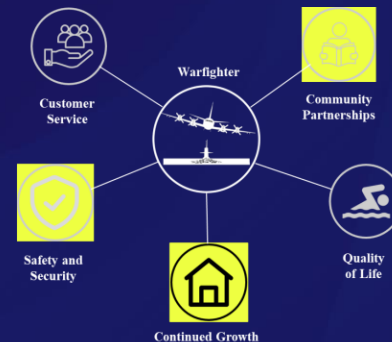 Warfighter
Customer
Service
Community
Partnerships
Safety and
Security
Quality
of Life
Continued Growth